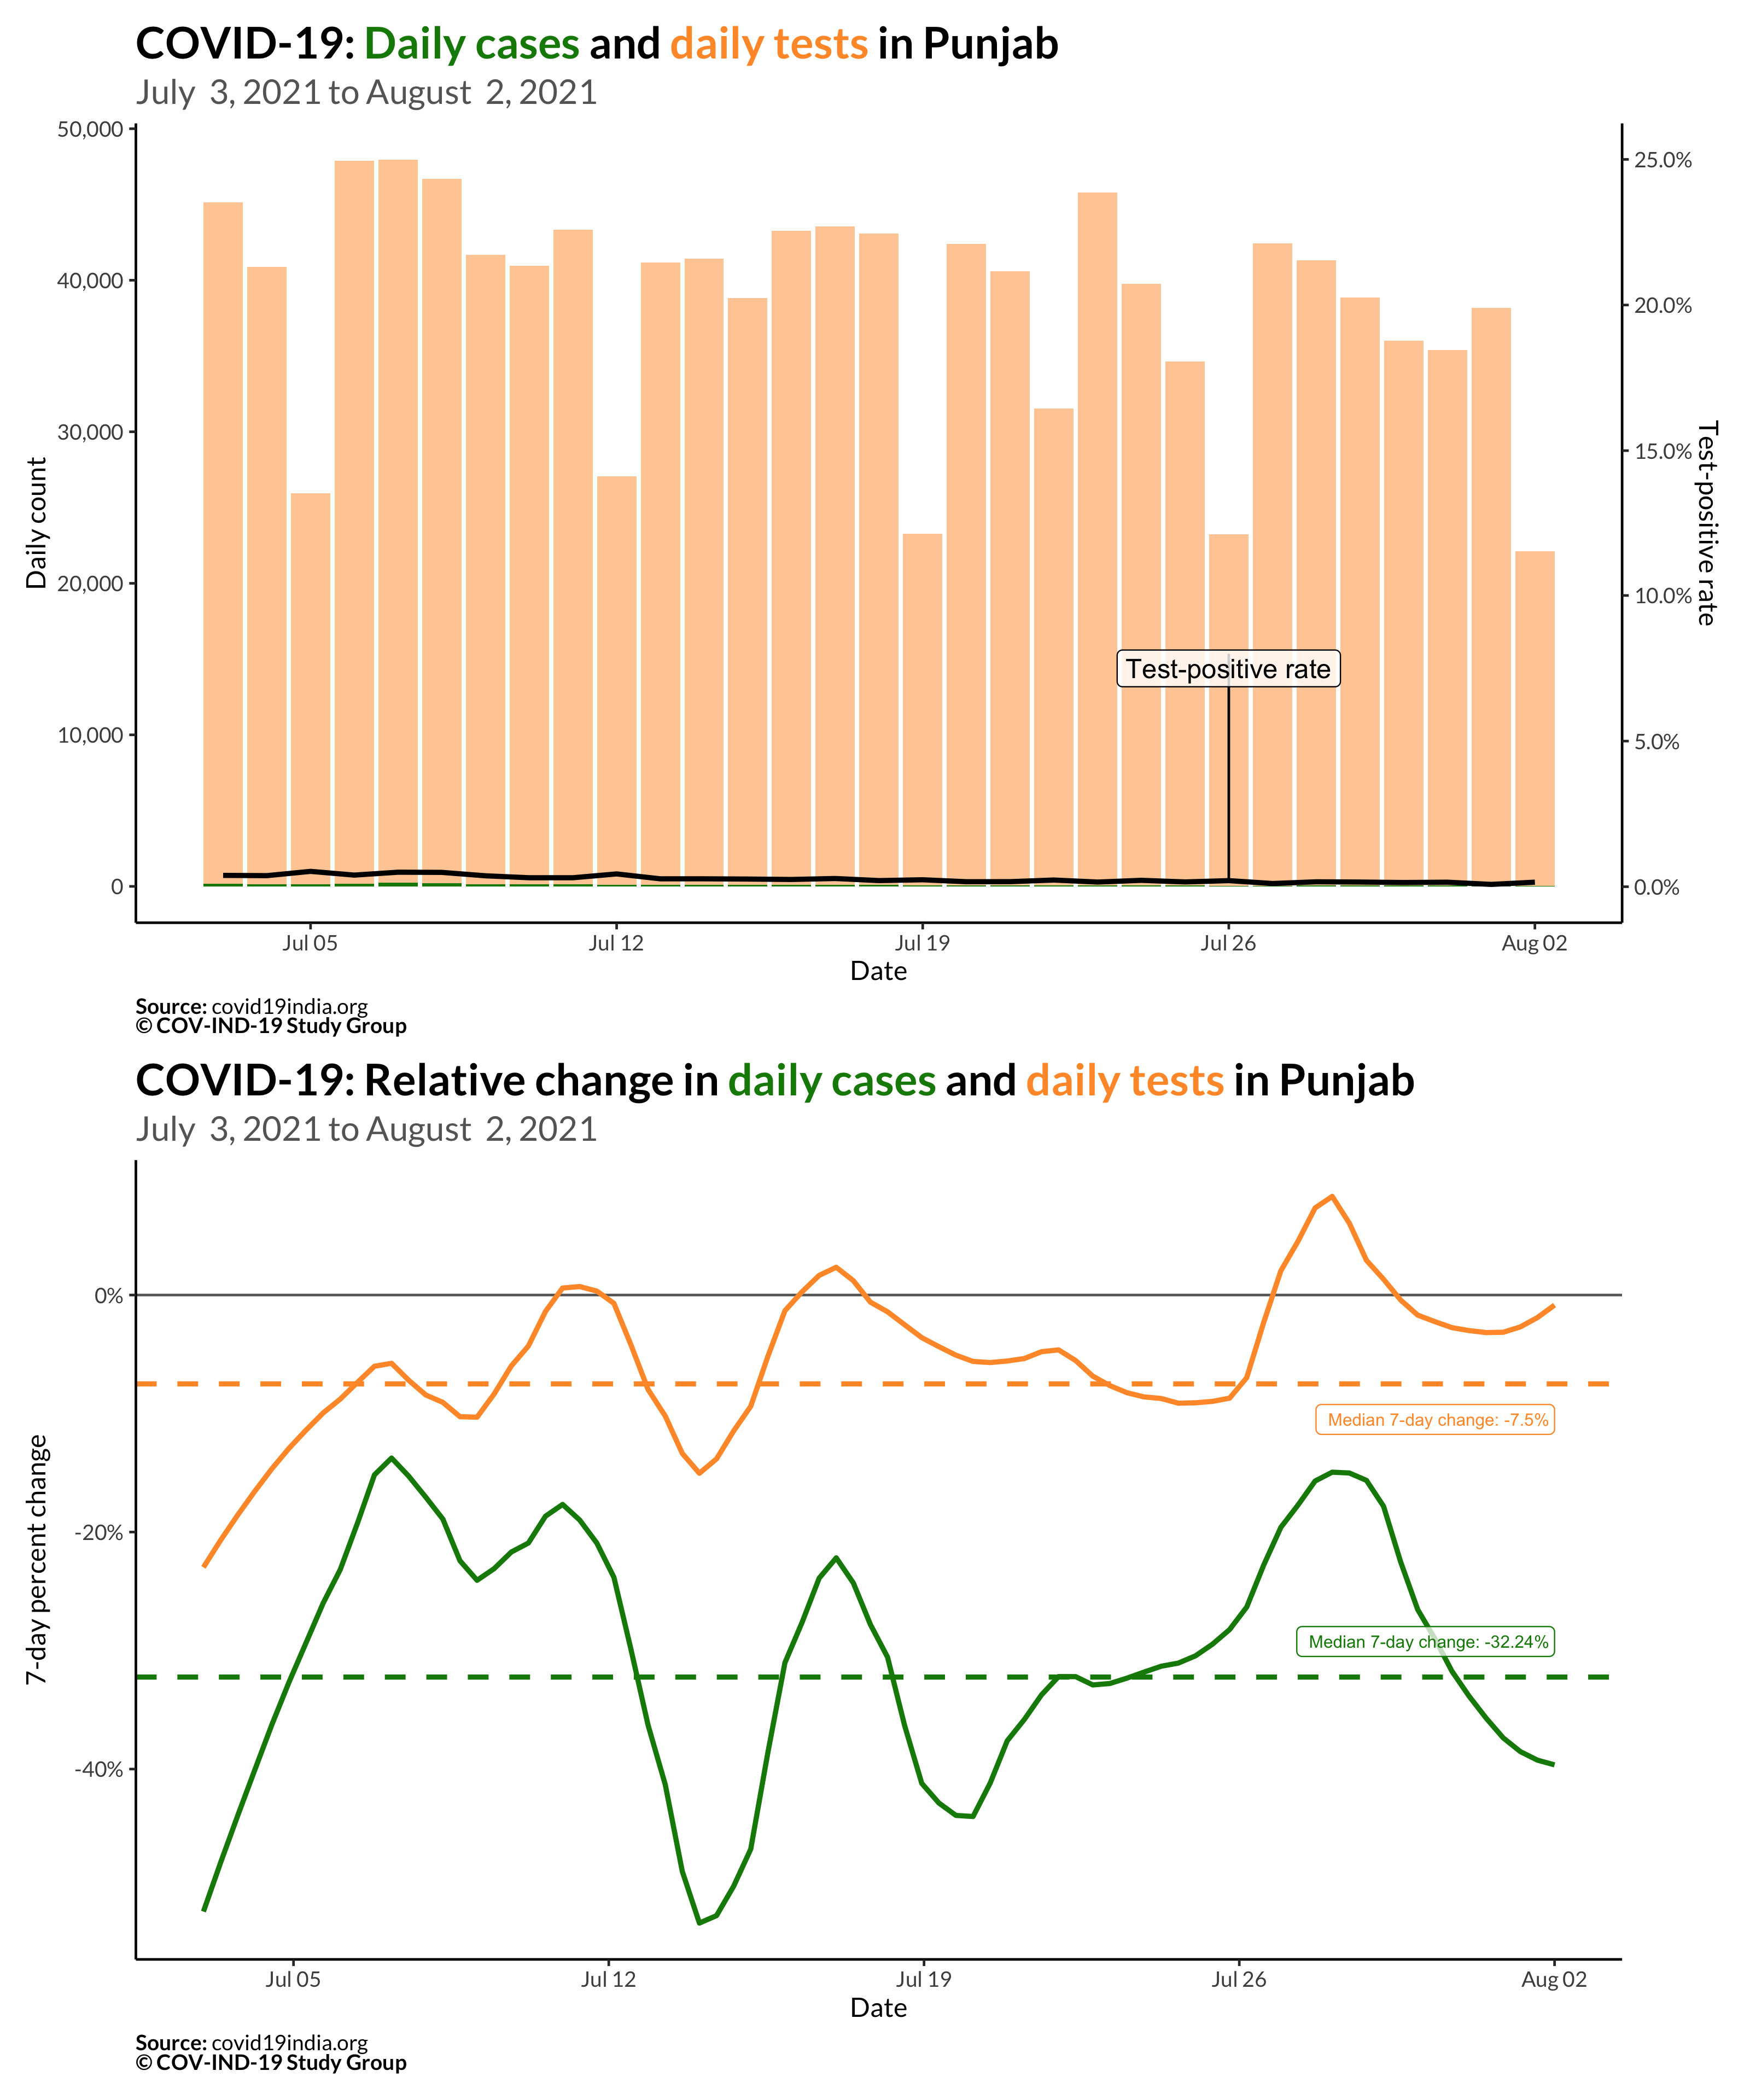 COVID-19: Daily cases and daily tests in Punjab
July 3, 2021 to August 2, 2021
50,000
40,000
30,000
20,000
10,000
0
Daily count
25.0%
20.0%
15.0%
10.0%
5.0%
0.0%
Test-positive rate
Test-positive rate
Jul 05
Jul 12
Jul 19
Jul 26
Aug 02
Date
Source: covid19india.org
© COV-IND-19 Study Group
COVID-19: Relative change in daily cases and daily tests in Punjab
July 3, 2021 to August 2, 2021
0%
-20%
-40%
7-day percent change
Median 7-day change: -7.5%
Median 7-day change: -32.24%
Jul 05
Jul 12
Jul 19
Jul 26
Aug 02
Date
Source: covid19india.org
© COV-IND-19 Study Group